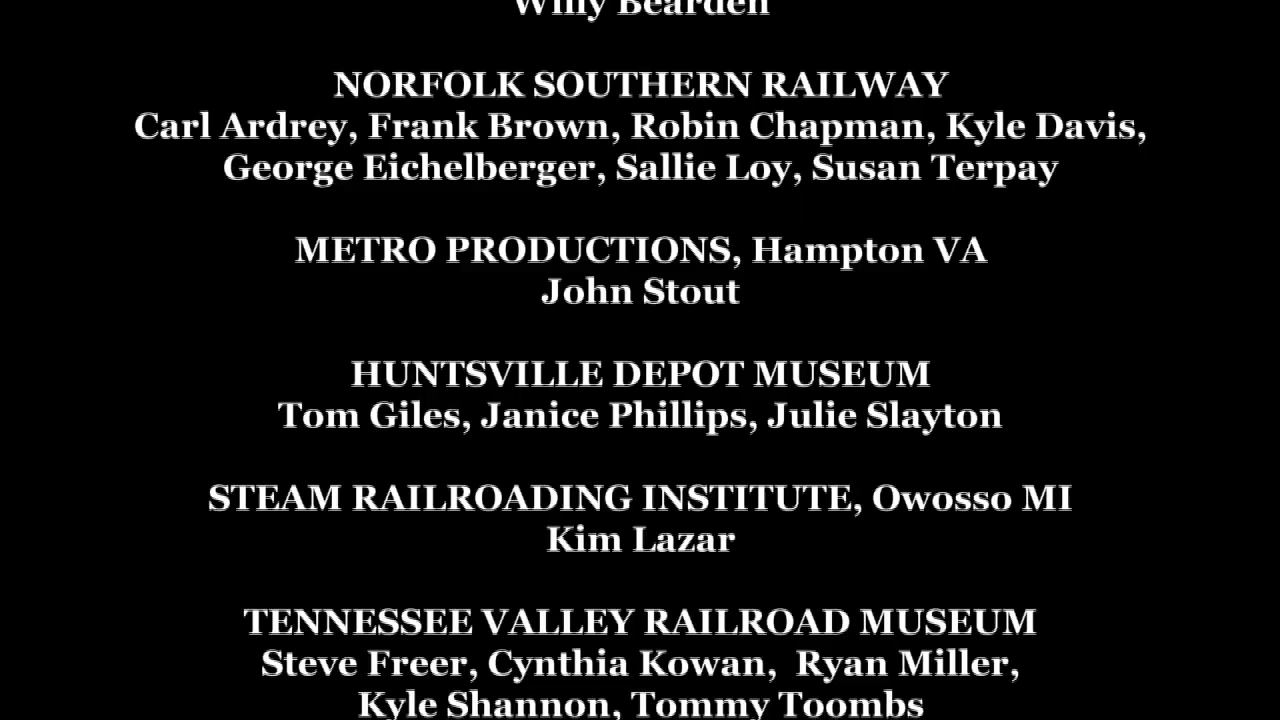 Willy Bearden
NORFOLK SOUTHERN RAILWAY
Carl Ardrey, Frank Brown, Robin Chapman, Kyle Davis,
George Eichelberger, Sallie Loy, Susan Terpay
METRO PRODUCTIONS, Hampton VA
John Stout
HUNTSVILLE DEPOT MUSEUM
Tom Giles, Janice Phillips, Julie Slayton
STEAM RAILROADING INSTITUTE, Owosso MI
Kim Lazar
TENNESSEE VALLEY RAILROAD MUSEUM
Steve Freer, Cynthia Kowan,  Ryan Miller,
Kyle Shannon, Tommy Toombs